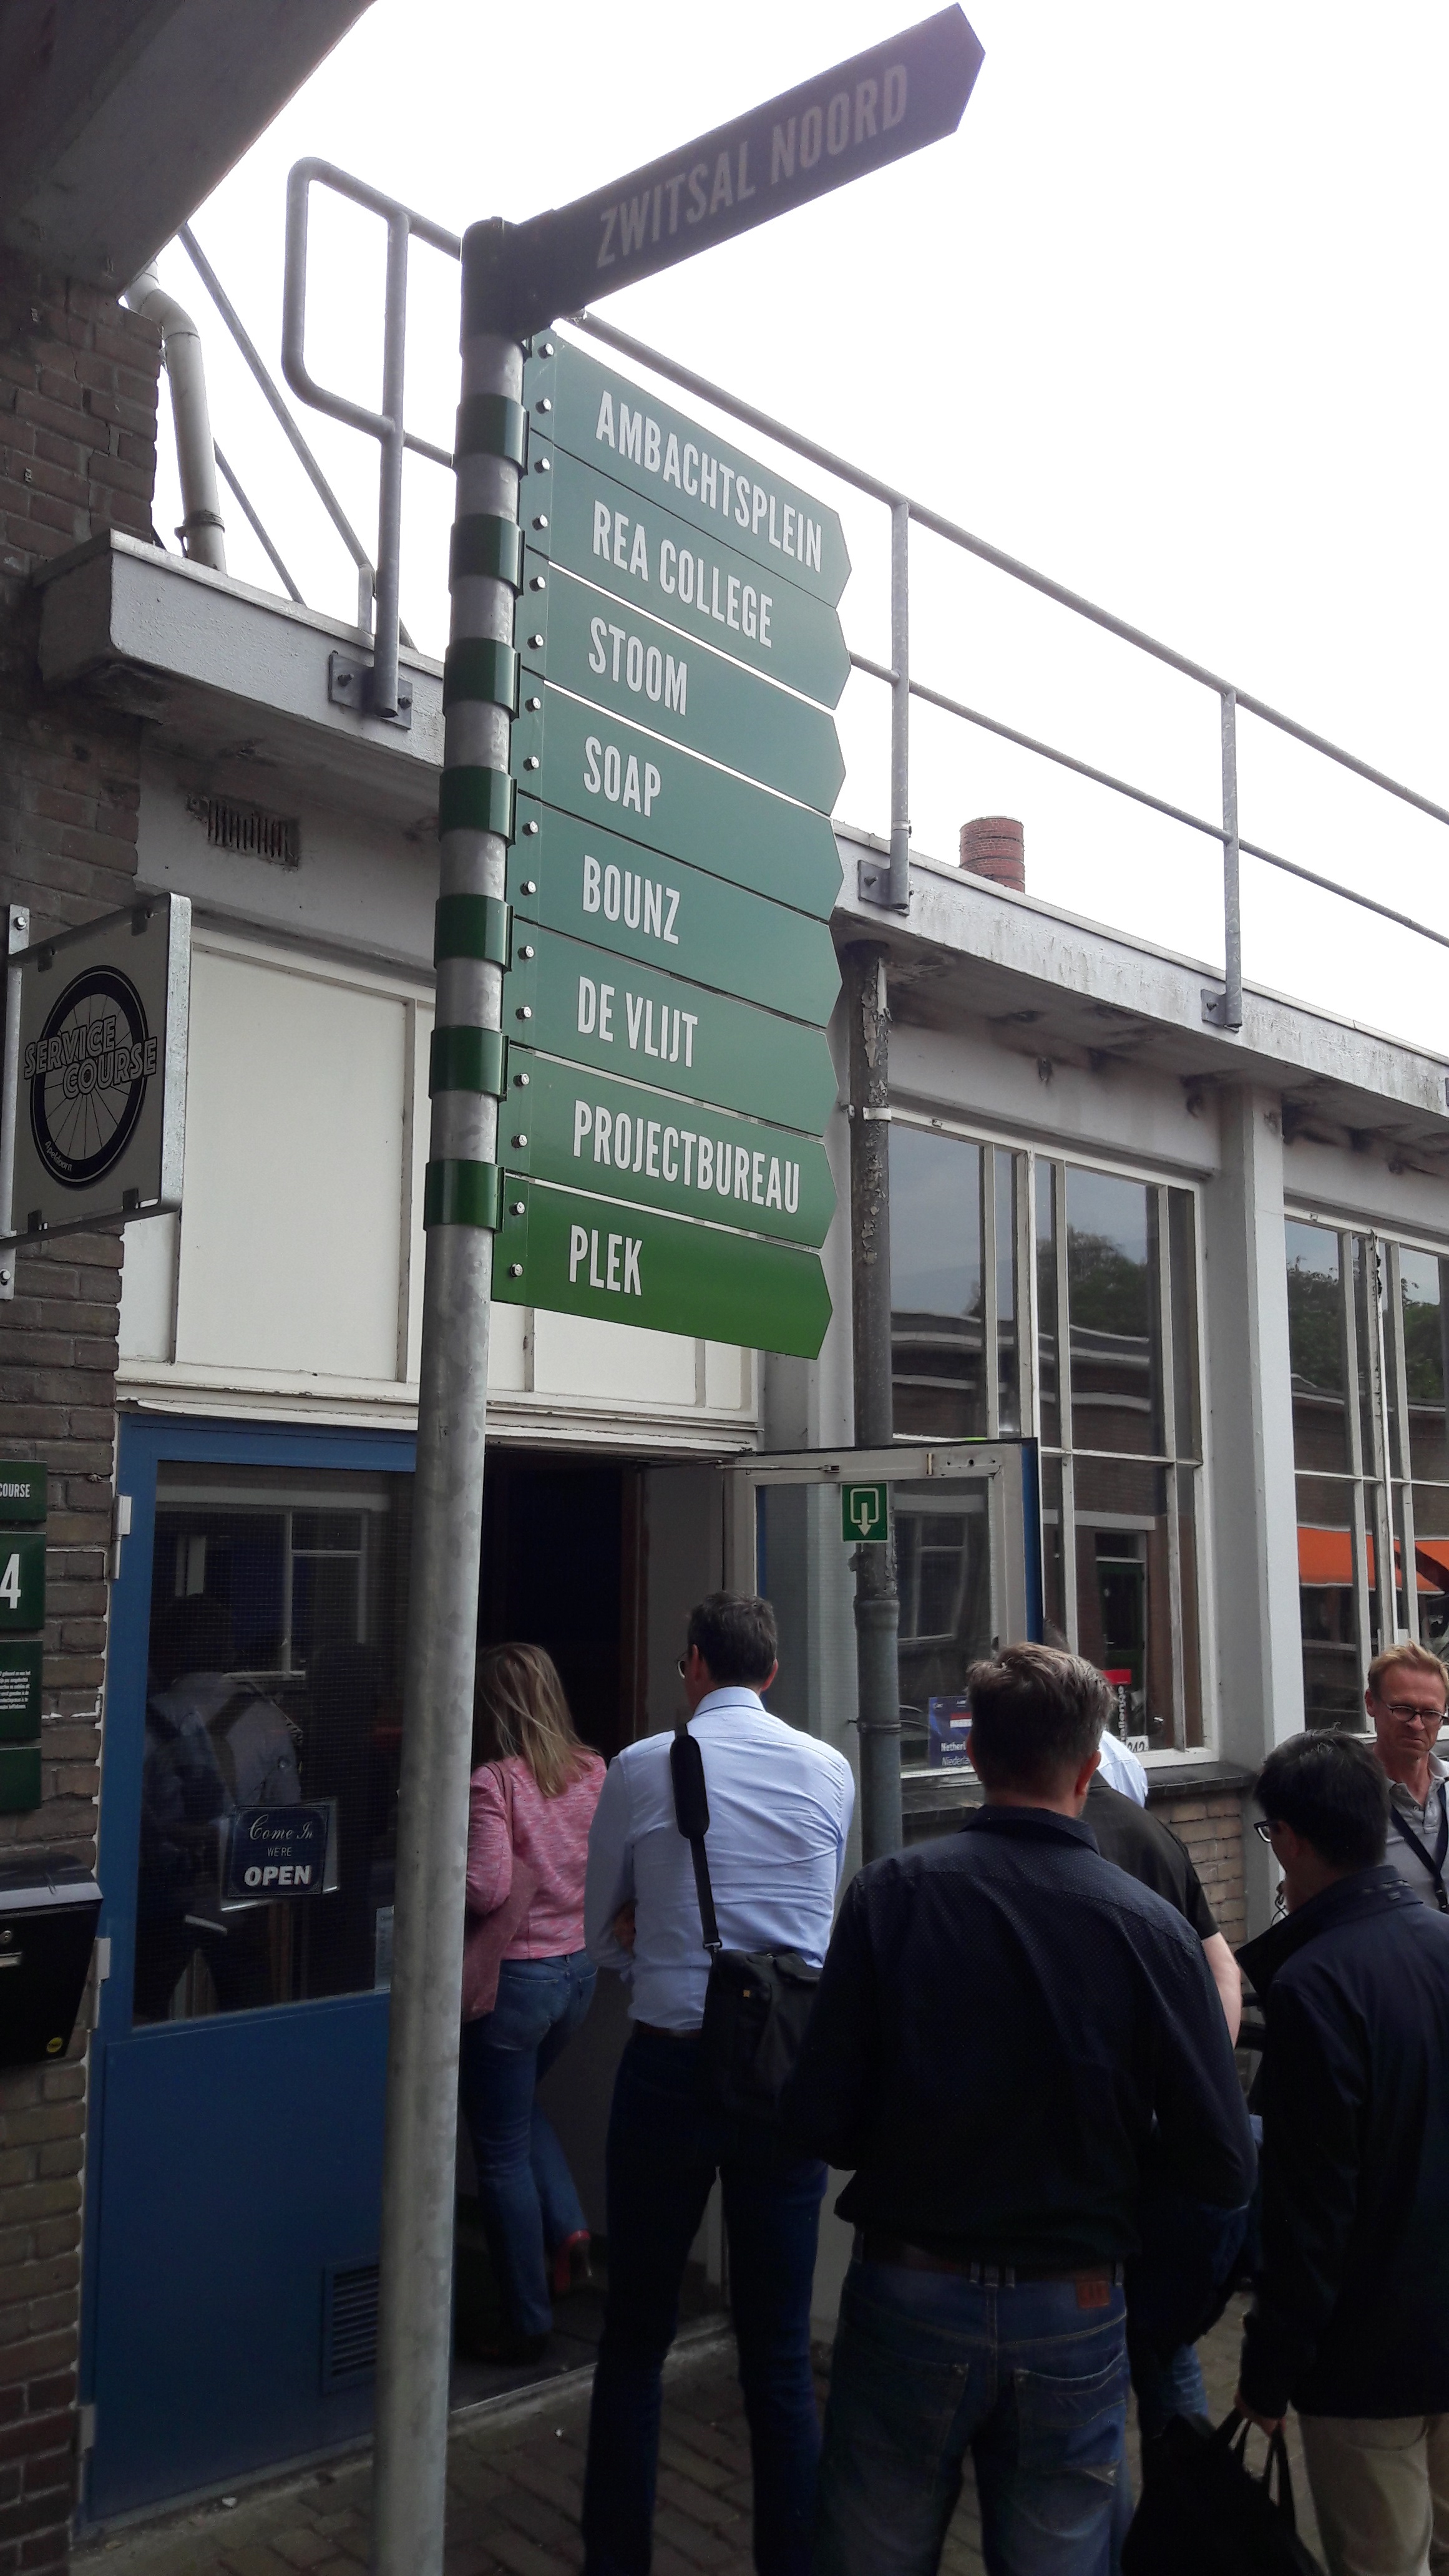 ZWITSAL NOORD
AMBACHTSPLEIN
REA COLLEGE
STOOM
SOAP
BOUNZ
DE VLIJT
PROJECTBUREAU
PLEK
SERVICE
COURSE
Apeldoorn
COURSE
4
Come In
WE'RE
OPEN